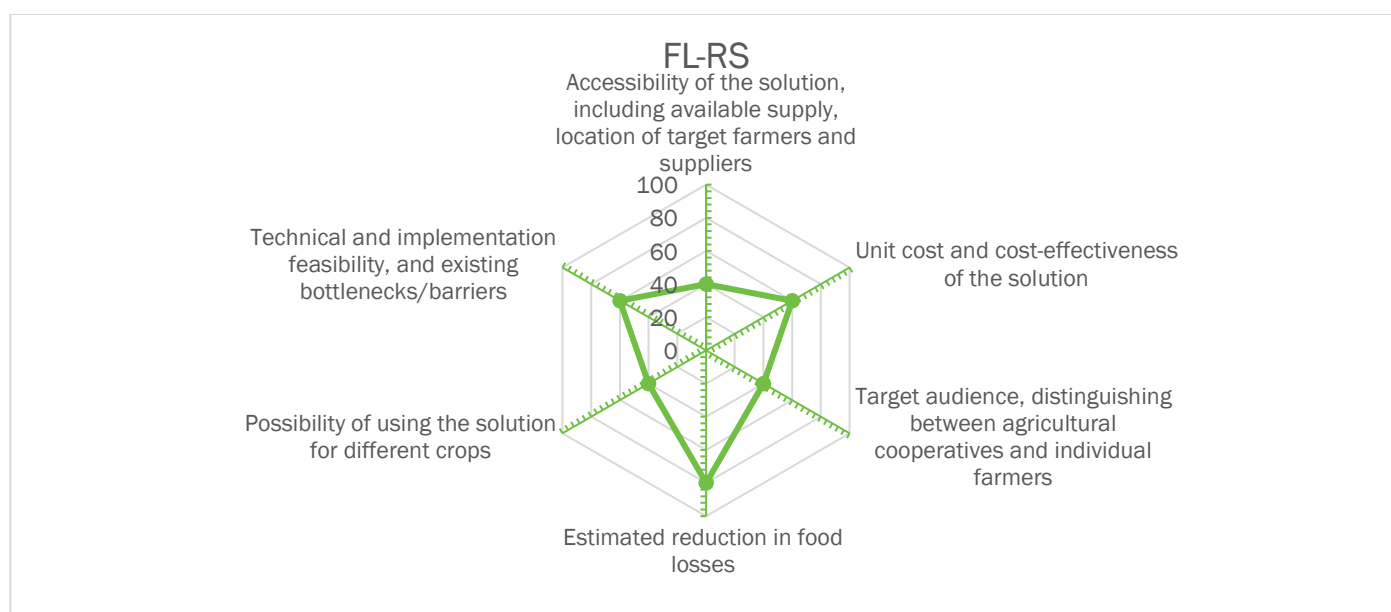 FL-RS
Accessibility of the solution,
including available supply,
location of target farmers and
suppliers
100
80
60
40
20
0
Unit cost and cost-effectiveness
of the solution
Target audience, distinguishing
between agricultural
cooperatives and individual
farmers
Estimated reduction in food
losses
Possibility of using the solution
for different crops
Technical and implementation
feasibility, and existing
bottlenecks/barriers